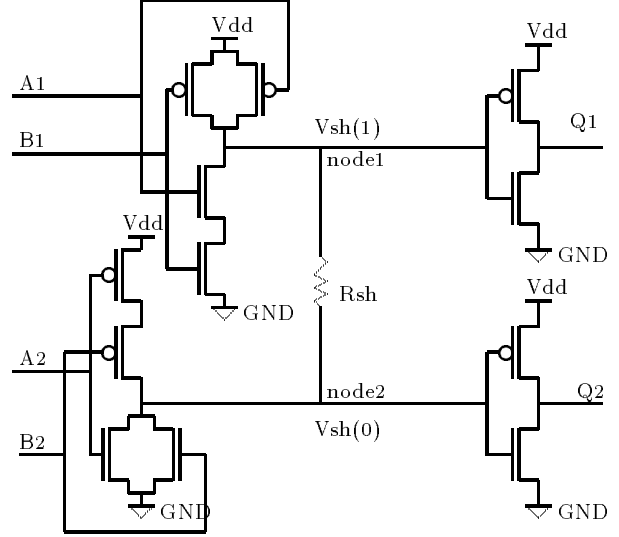 Vdd
Vdd
A1
Q1
Vsh(1)
B1
node1
Vdd
GND
Vdd
Rsh
GND
A2
node2
Q2
Vsh(0)
B2
GND
GND